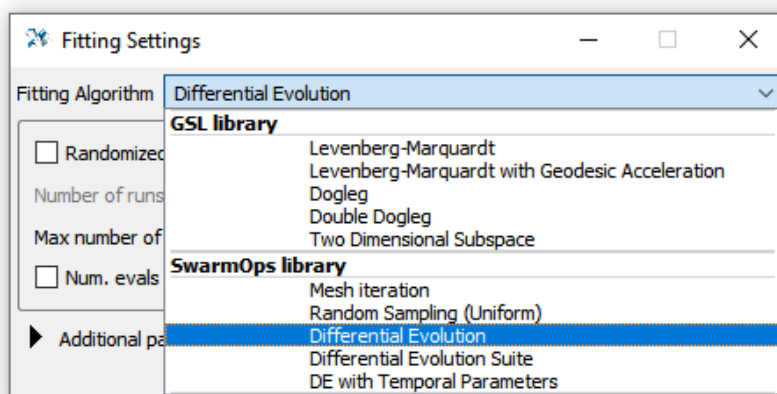 Fitting Settings
Fitting Algorithm Differential Evolution
GSL library
Randomized
Levenberg-Marquardt
Levenberg-Marquardt with Geodesic Acceleration
Number of runs
Dogleg
Double Dogleg
Max number of
Two Dimensional Subspace
SwarmOps library
Num. evals
Mesh iteration
Random Sampling (Uniform)
Differential Evolution
Additional pa
Differential Evolution Suite
DE with Temporal Parameters